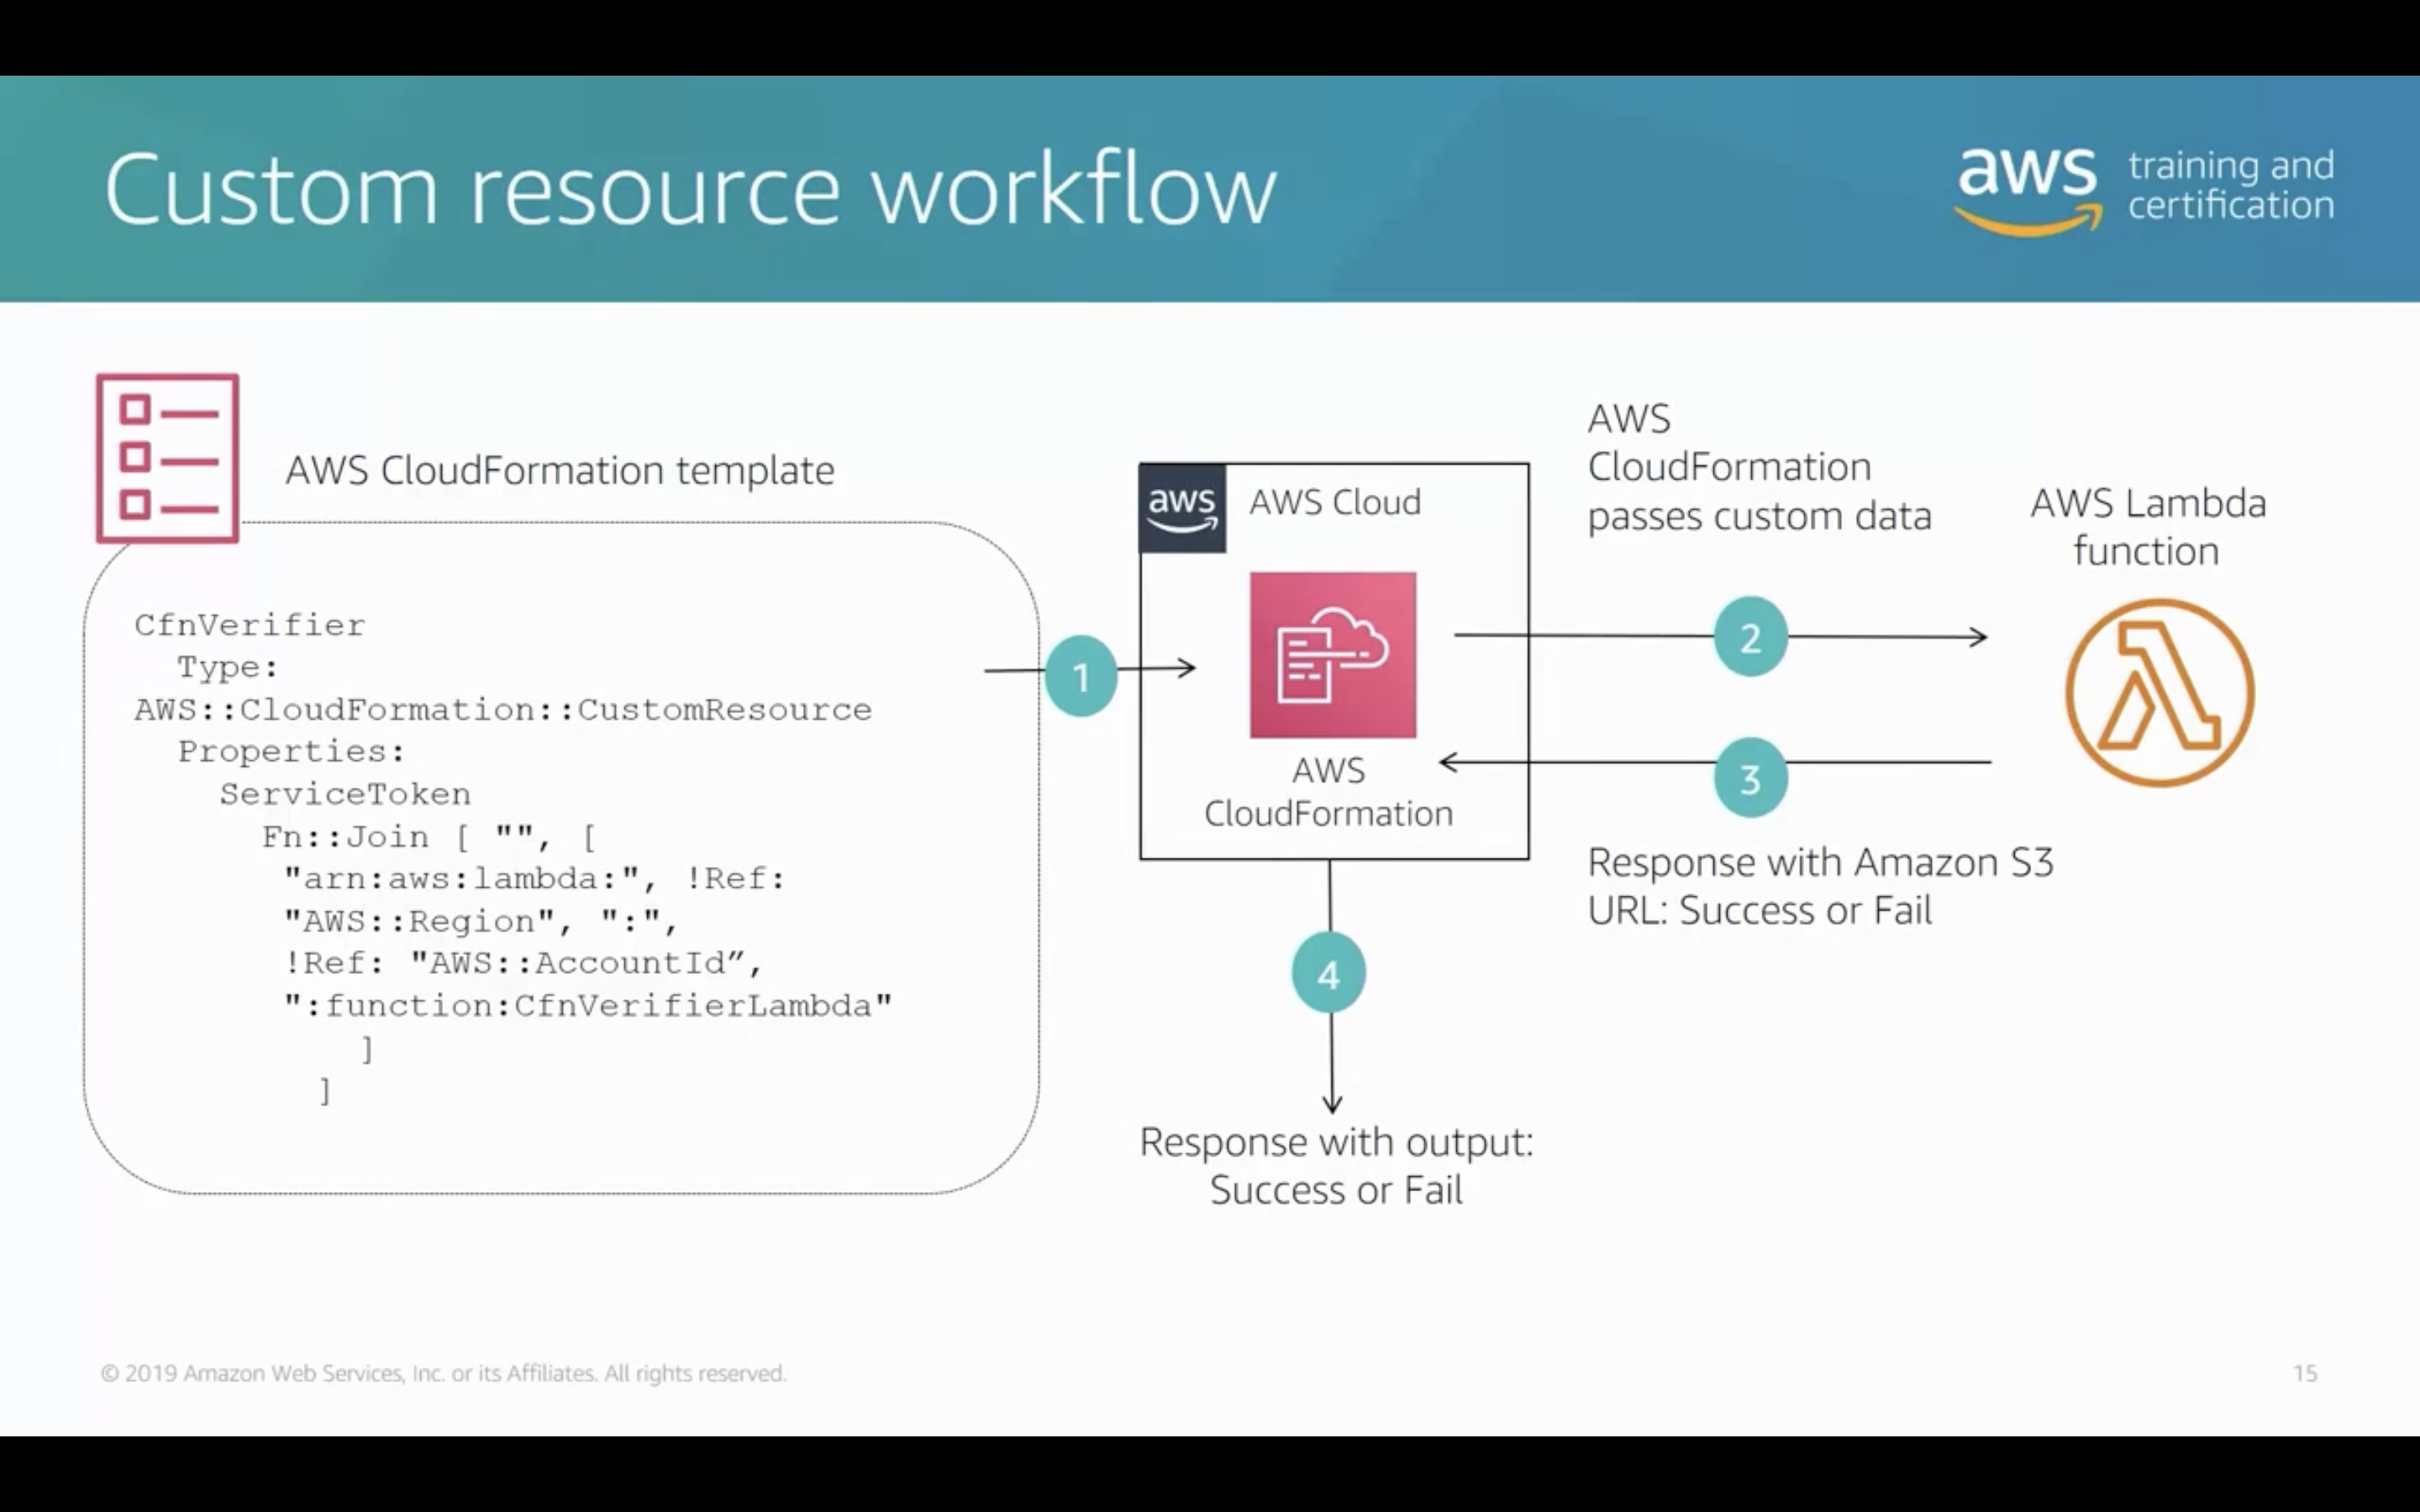 Custom resource workflow
aws training and
certification
AWS CloudFormation template
CfnVerifier
Type:
AWS::CloudFormation::CustomResource
Properties:
ServiceToken
Fn::Join [ "", [
"arn:aws:lambda:", !Ref:
"AWS::Region", ":",
!Ref: "AWS::AccountId”,
":function:CfnVerifierLambda"
]
]
1
aws
AWS Cloud
AWS
CloudFormation
AWS
CloudFormation
passes custom data
2
AWS Lambda
function
3
Response with Amazon S3
URL: Success or Fail
4
Response with output:
Success or Fail
© 2019 Amazon Web Services, Inc. or its Affiliates. All rights reserved.
15